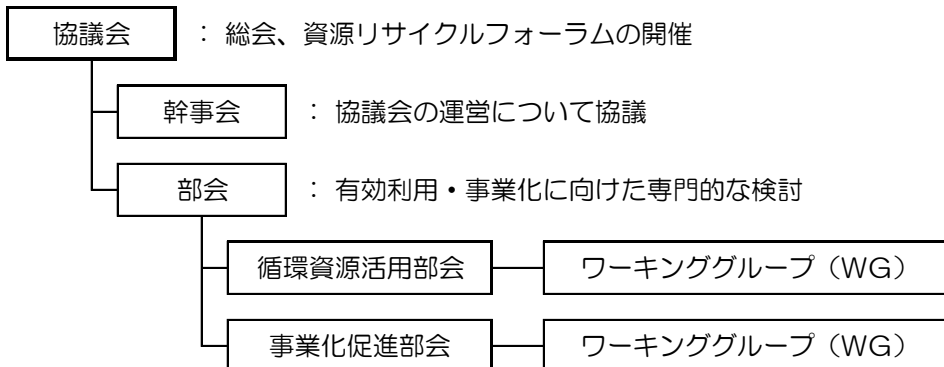 協議会 ： 総会、資源リサイクルフォーラムの開催
幹事会 ： 協議会の運営について協議
部会 ： 有効利用・事業化に向けた専門的な検討
循環資源活用部会 ワーキンググループ（WG）
事業化促進部会 ワーキンググループ（WG）